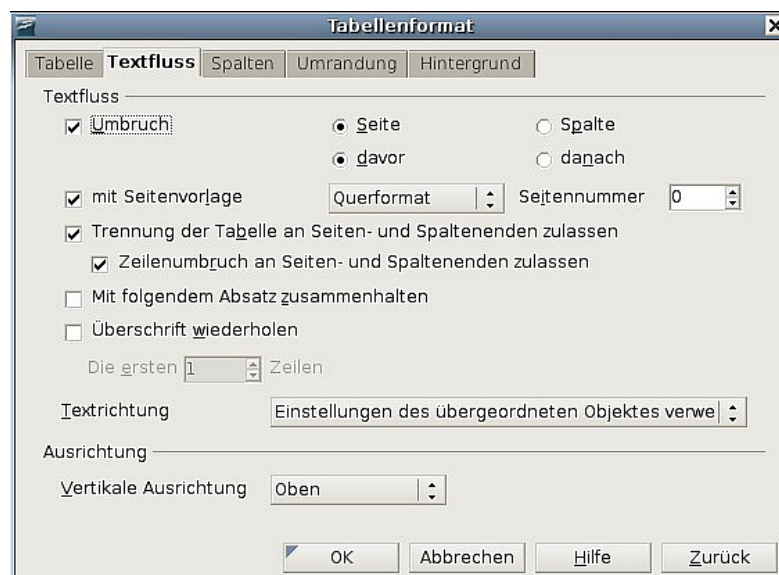 Tabellenformat
Tabelle Textfluss Spalten Umrandung Hintergrund
Textfluss
Umbruch Seite Spalte
davor danach
mit Seitenvorlage Querformat Seitennummer 0
Trennung der Tabelle an Seiten- und Spaltenenden zulassen
Zeilenumbruch an Seiten- und Spaltenenden zulassen
Mit folgendem Absatz zusammenhalten
Überschrift wiederholen
Die ersten 1 Zeilen
Textrichtung Einstellungen des übergeordneten Objektes verwe
Ausrichtung
Vertikale Ausrichtung Oben
OK Abbrechen Hilfe Zurück